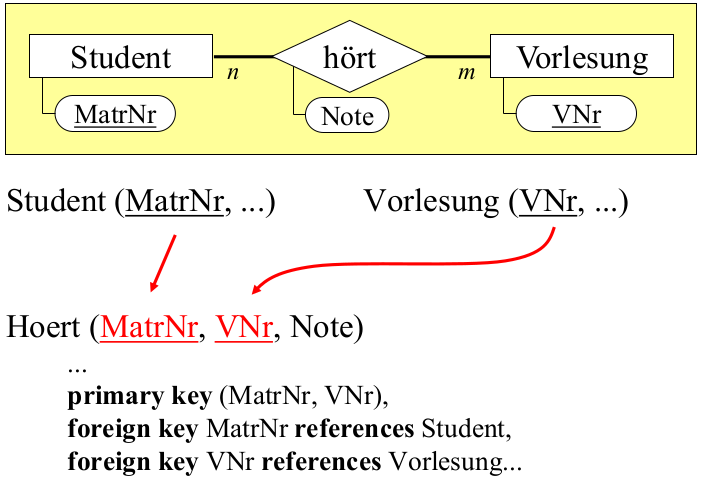 Student hört Vorlesung
n m
MatrNr Note VNr
Student (MatrNr, ...) Vorlesung (VNr, ...)
Hoert (MatrNr, VNr, Note)
...
primary key (MatrNr, VNr),
foreign key MatrNr references Student,
foreign key VNr references Vorlesung...